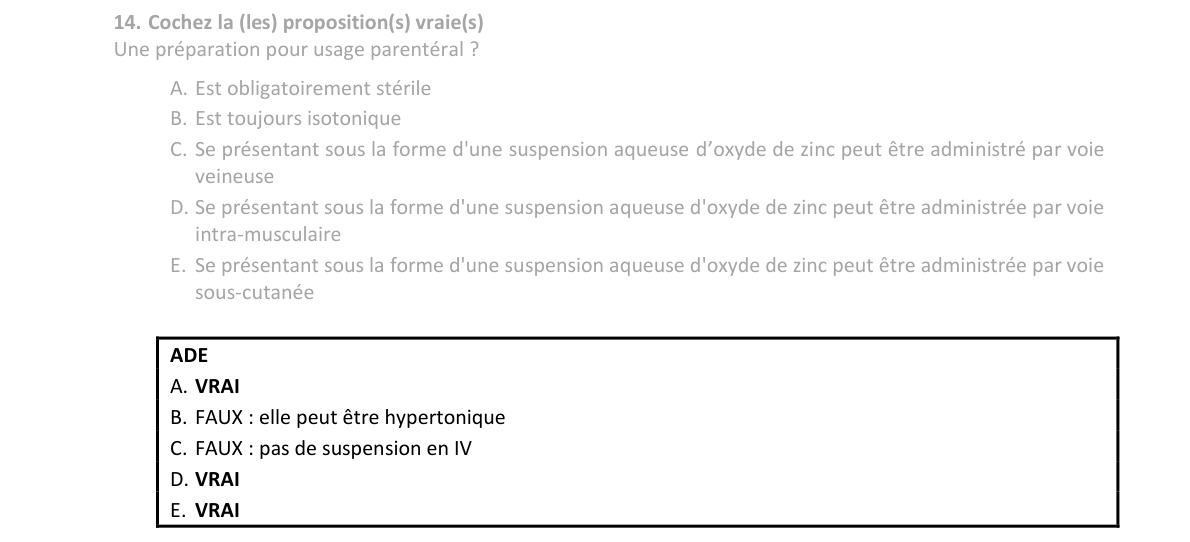 14. Cochez la (les) proposition(s) vraie(s)
Une préparation pour usage parentéral ?
A. Est obligatoirement stérile
B. Est toujours isotonique
C. Se présentant sous la forme d'une suspension aqueuse d’oxyde de zinc peut être administré par voie
veineuse
D. Se présentant sous la forme d'une suspension aqueuse d'oxyde de zinc peut être administrée par voie
intra-musculaire
E. Se présentant sous la forme d'une suspension aqueuse d'oxyde de zinc peut être administrée par voie
sous-cutanée
ADE
A. VRAI
B. FAUX : elle peut être hypertonique
C. FAUX : pas de suspension en IV
D. VRAI
E. VRAI